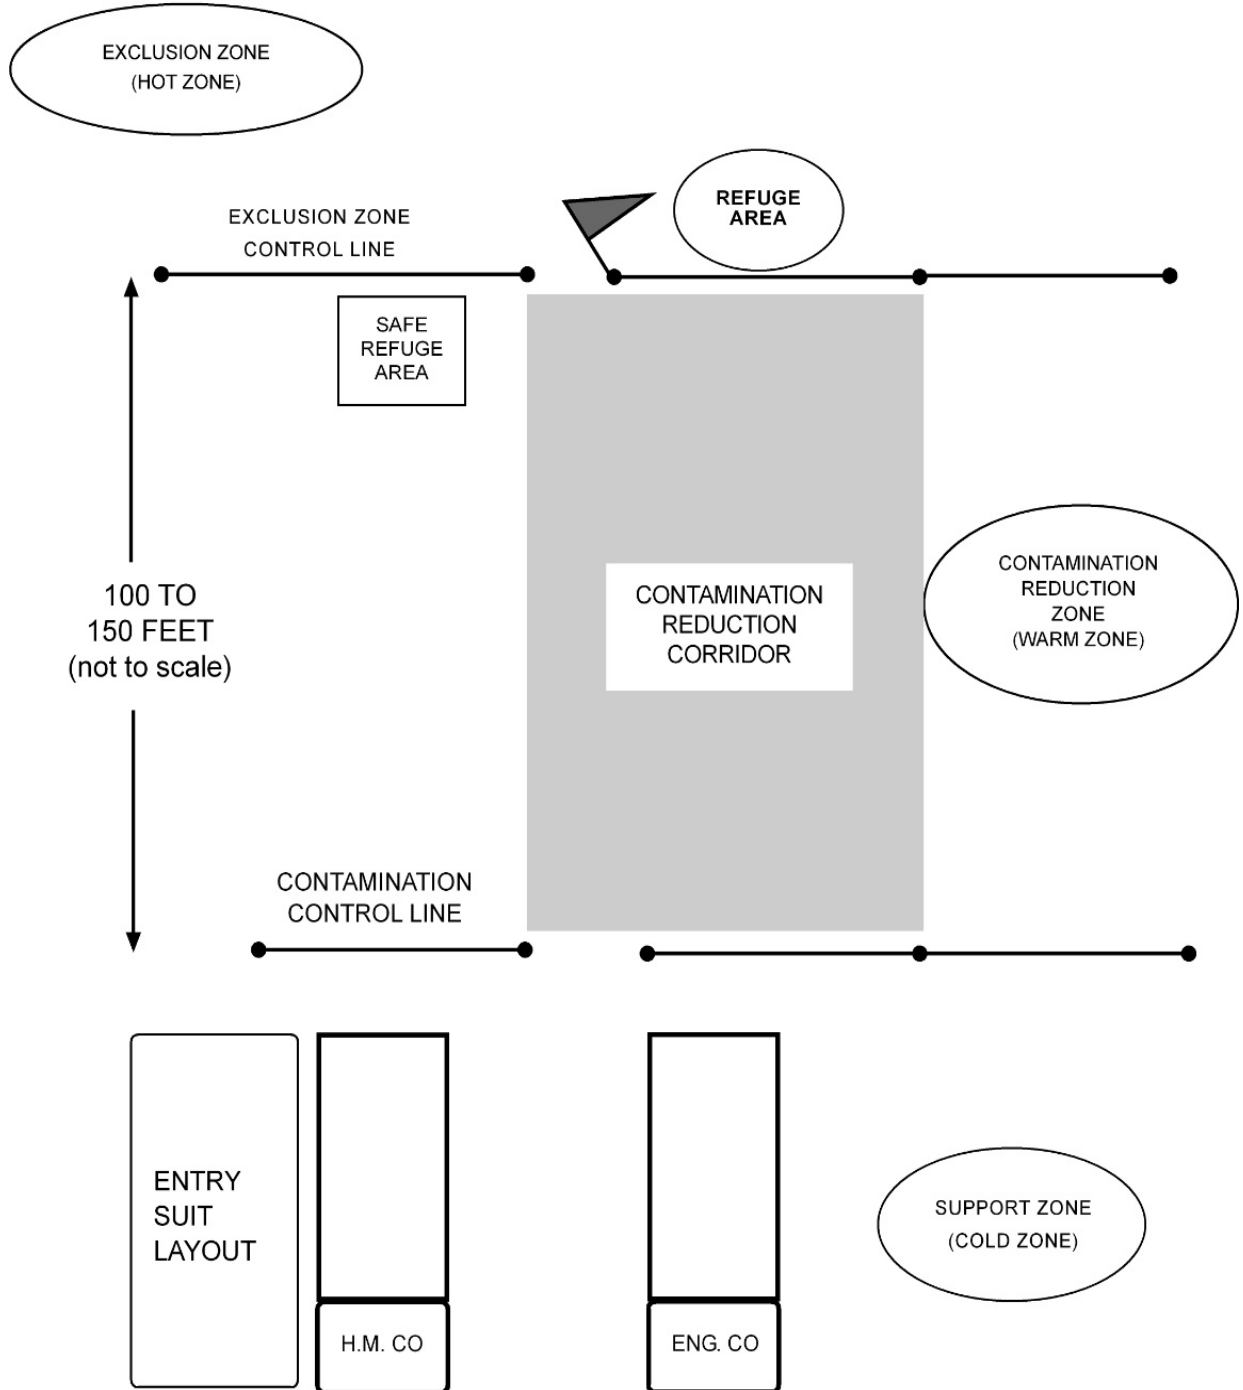 EXCLUSION ZONE
(HOT ZONE)
REFUGE
AREA
EXCLUSION ZONE
CONTROL LINE
SAFE
REFUGE
AREA
100 TO
150 FEET
(not to scale)
CONTAMINATION
REDUCTION
CORRIDOR
CONTAMINATION
REDUCTION
ZONE
(WARM ZONE)
CONTAMINATION
CONTROL LINE
ENTRY
SUIT
LAYOUT
H.M. CO
ENG. CO
SUPPORT ZONE
(COLD ZONE)